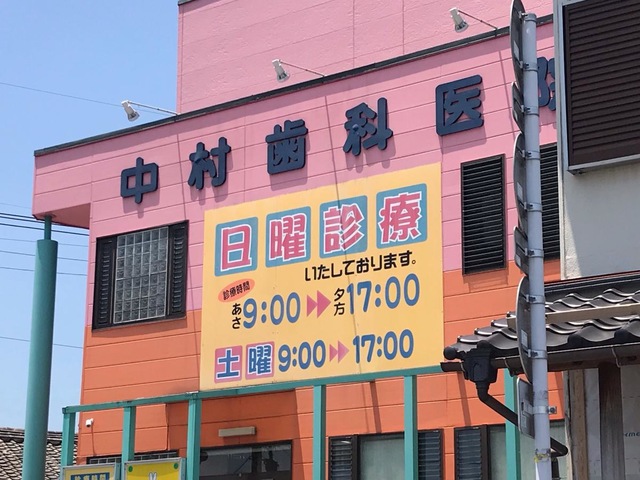 中村歯科医院
日曜診療
いたしております。
診療時間
あさ9:00▶▶夕方17:00
土曜9:00▶▶17:00